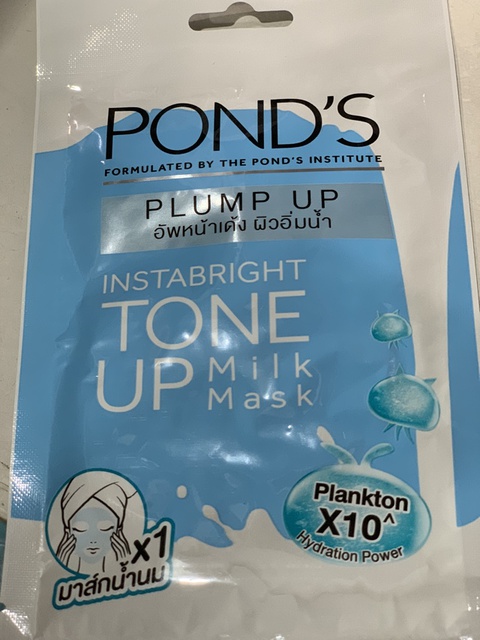 POND'S
FORMULATED BY THE POND'S INSTITUTE
PLUMP UP
อัพหน้าเด้ง ผิวอิ่มน้ำ
INSTABRIGHT
TONE
UP Milk
Mask
Plankton
X10^
Hydration Power
x1
มาส์กน้ำนม